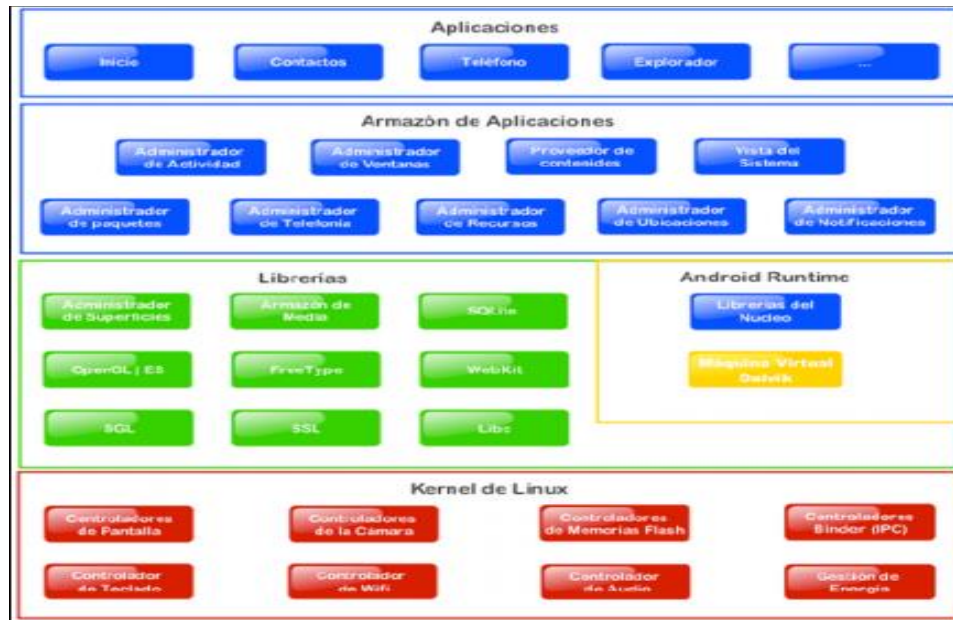 Aplicaciones
Inicio
Contactos
Teléfono
Explorador
...
Armazón de Aplicaciones
Administrador
de Actividad
Administrador
de Ventanas
Proveedor de
contenidos
Vista del
Sistema
Administrador
de paquetes
Administrador
de Telefonía
Administrador
de Recursos
Administrador
de Ubicaciones
Administrador
de Notificaciones
Librerías
Administrador
de Superficies
Armazón de
Media
SQLite
OpenGL | ES
FreeType
WebKit
SGL
SSL
Libc
Android Runtime
Librerías del
Núcleo
Máquina Virtual
Dalvik
Kernel de Linux
Controladores
de Pantalla
Controladores
de la Cámara
Controladores
de Memorias Flash
Controladores
Binder (IPC)
Controlador
de Teclado
Controlador
de Wifi
Controlador
de Audio
Gestión de
Energía